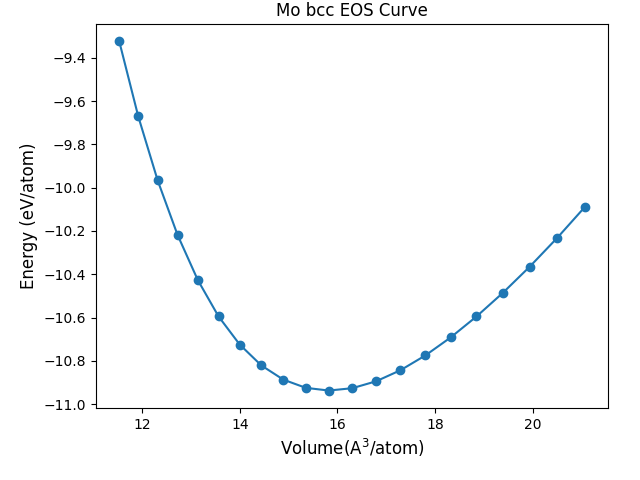 Mo bcc EOS Curve
Energy (eV/atom)
−9.4
−9.6
−9.8
−10.0
−10.2
−10.4
−10.6
−10.8
−11.0
12 14 16 18 20
Volume(A³/atom)